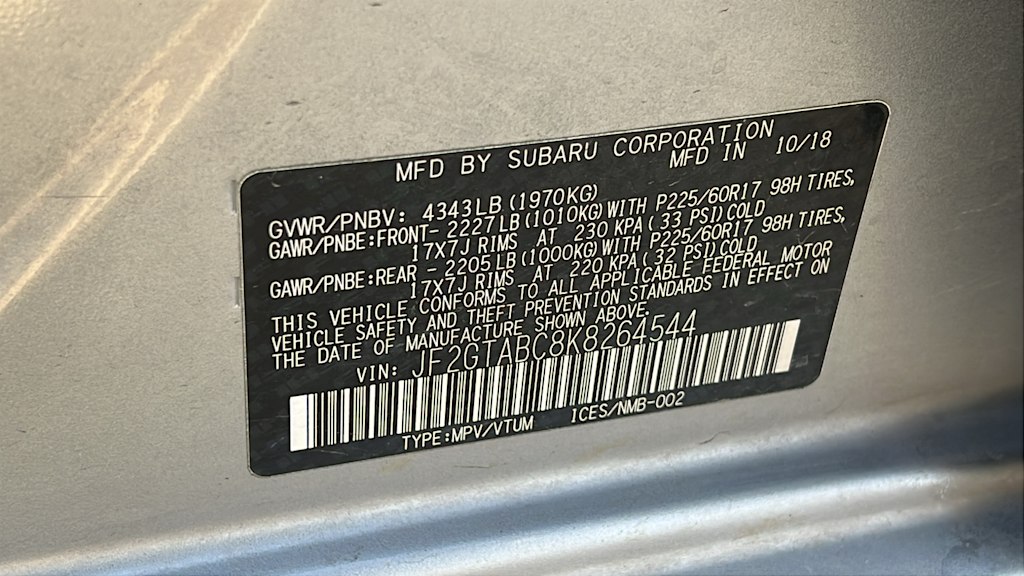 MFD BY SUBARU CORPORATION
MFD IN 10/18
GVWR/PNBV: 4343LB(1970KG)
GAWR/PNBE:FRONT- 2227LB(1010KG)WITH P225/60R17 98H TIRES,
17X7J RIMS AT 230 KPA(33 PSI)COLD
GAWR/PNBE:REAR - 2205LB(1000KG)WITH P225/60R17 98H TIRES,
17X7J RIMS AT 220 KPA(32 PSI)COLD
THIS VEHICLE CONFORMS TO ALL APPLICABLE FEDERAL MOTOR
VEHICLE SAFETY AND THEFT PREVENTION STANDARDS IN EFFECT ON
THE DATE OF MANUFACTURE SHOWN ABOVE.
VIN: JF2GTABC8K8264544
TYPE:MPV/VTUM ICES/NMB-002